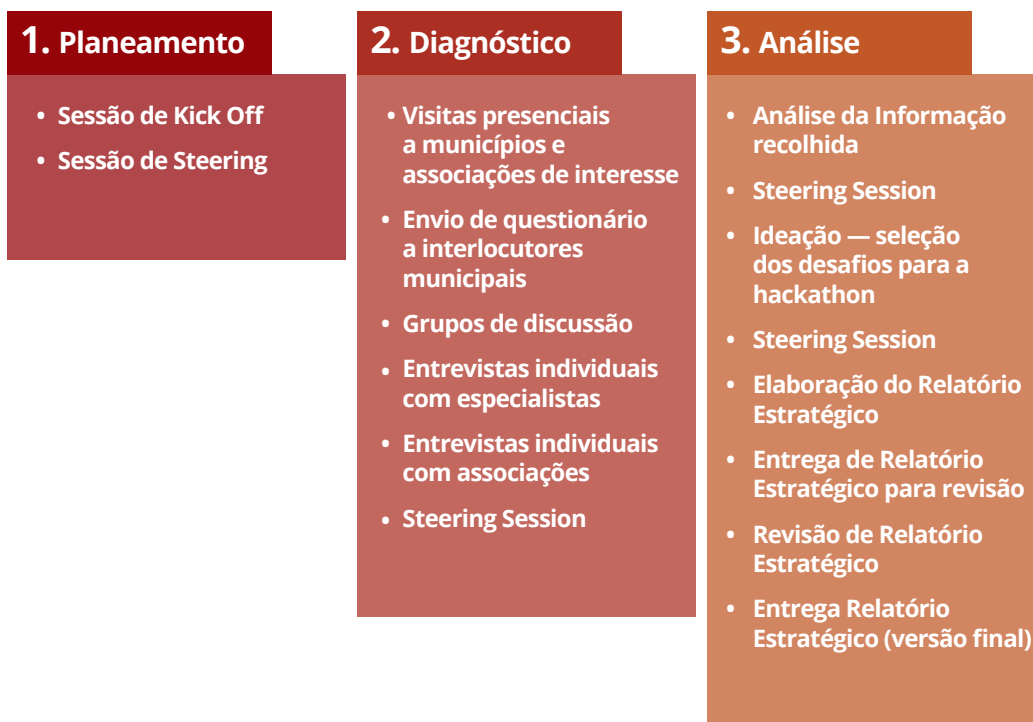 1. Planeamento
• Sessão de Kick Off
• Sessão de Steering
2. Diagnóstico
• Visitas presenciais
a municípios e
associações de interesse
• Envio de questionário
a interlocutores
municipais
• Grupos de discussão
• Entrevistas individuais
com especialistas
• Entrevistas individuais
com associações
• Steering Session
3. Análise
• Análise da Informação
recolhida
• Steering Session
• Ideação — seleção
dos desafios para a
hackathon
• Steering Session
• Elaboração do Relatório
Estratégico
• Entrega de Relatório
Estratégico para revisão
• Revisão de Relatório
Estratégico
• Entrega Relatório
Estratégico (versão final)